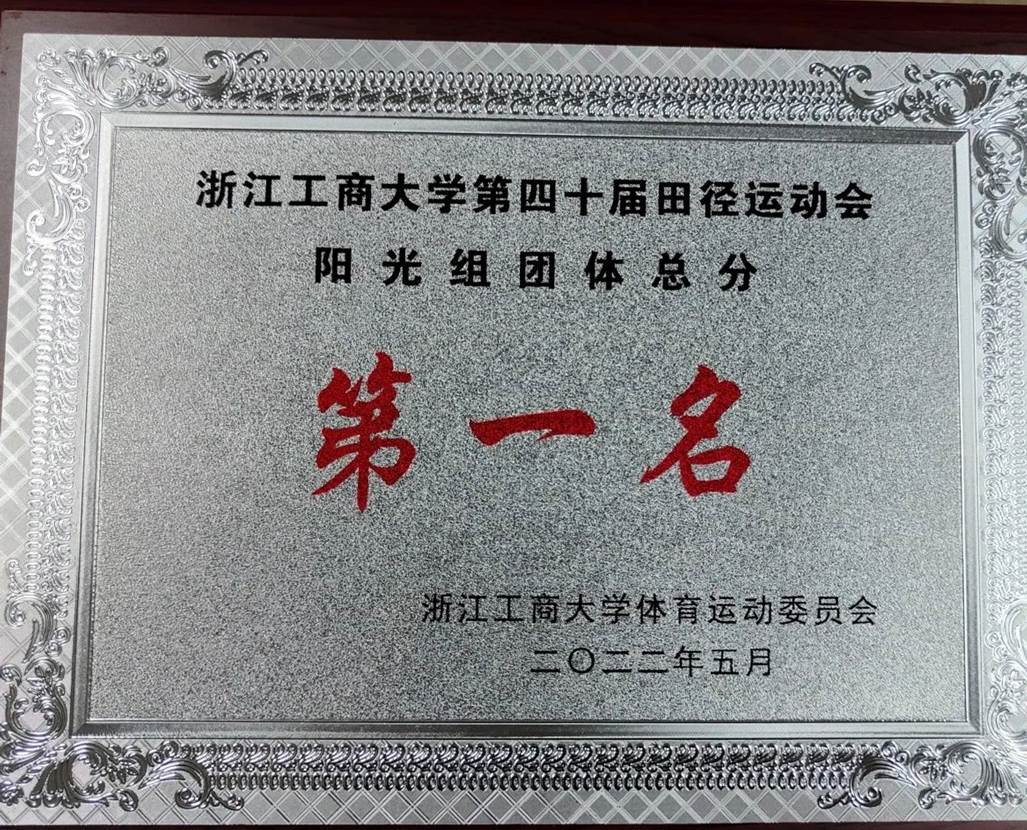 浙江工商大学第四十届田径运动会
阳光组团体总分
第一名
浙江工商大学体育运动委员会
二〇二二年五月